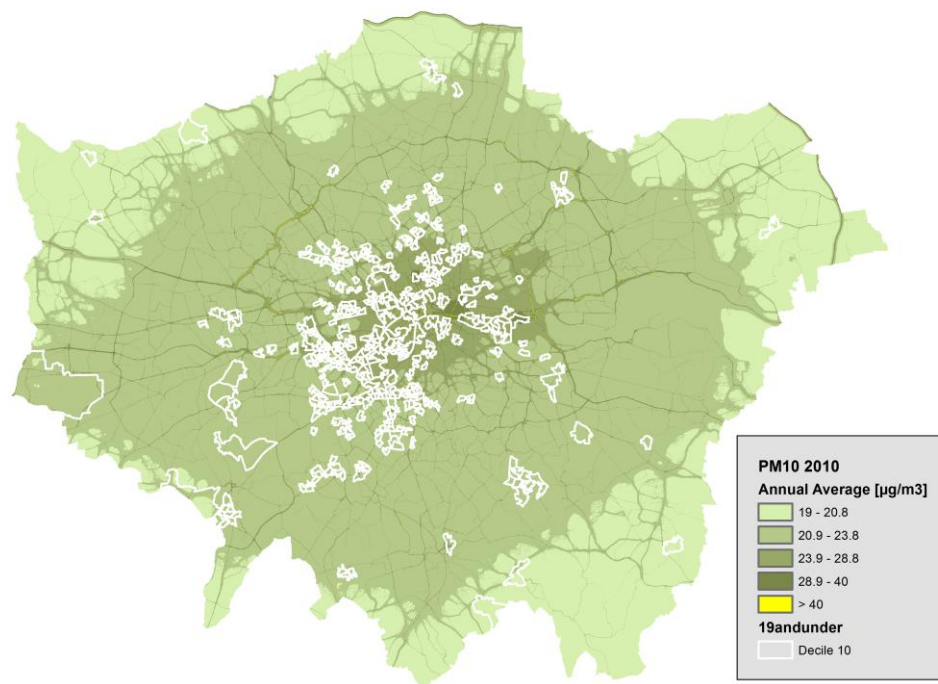 PM10 2010
Annual Average [µg/m3]
19 - 20.8
20.9 - 23.8
23.9 - 28.8
28.9 - 40
> 40
19andunder
Decile 10